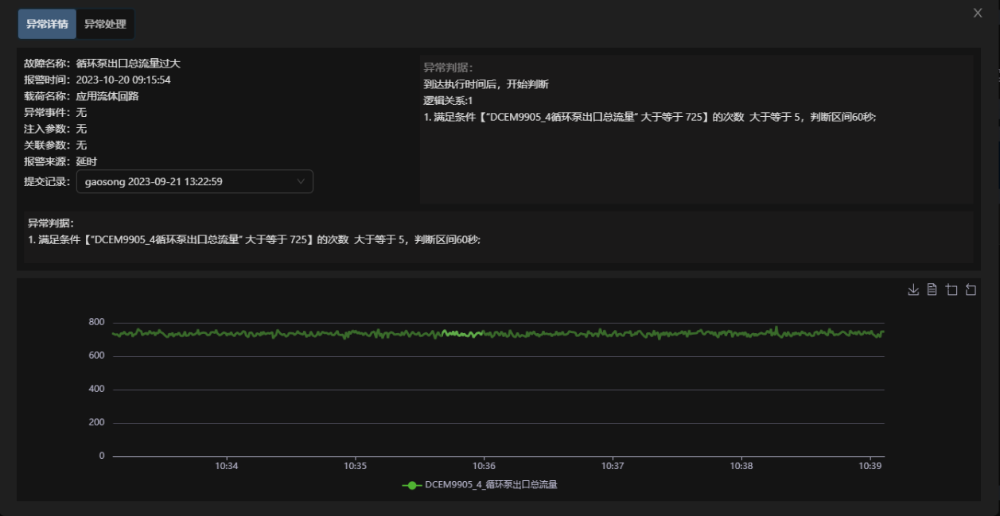 异常详情 异常处理
故障名称：循环泵出口总流量过大
报警时间：2023-10-20 09:15:54
载荷名称：应用流体回路
异常事件：无
注入参数：无
关联参数：无
报警来源：延时
提交记录：gaosong 2023-09-21 13:22:59
异常判据：
到达执行时间后，开始判断
逻辑关系:1
1. 满足条件【“DCEM9905_4循环泵出口总流量” 大于等于 725】的次数 大于等于 5，判断区间60秒;
异常判据：
1. 满足条件【“DCEM9905_4循环泵出口总流量” 大于等于 725】的次数 大于等于 5，判断区间60秒;
800
600
400
200
0
10:34 10:35 10:36 10:37 10:38 10:39
DCEM9905_4_循环泵出口总流量